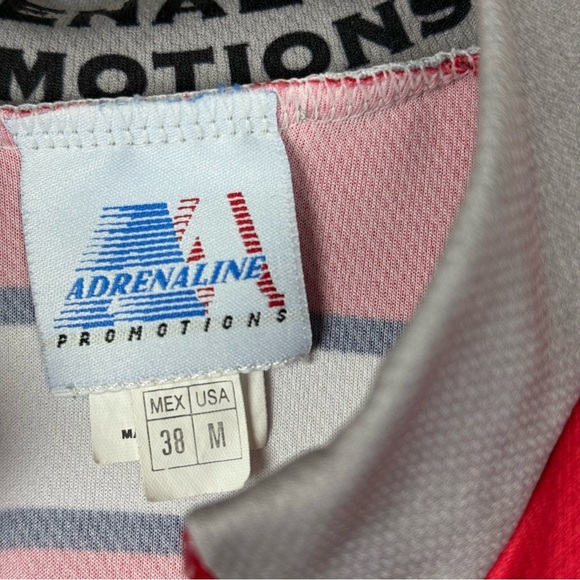 MOTIONS
ADRENALINE
PROMOTIONS
MEX USA
38 M